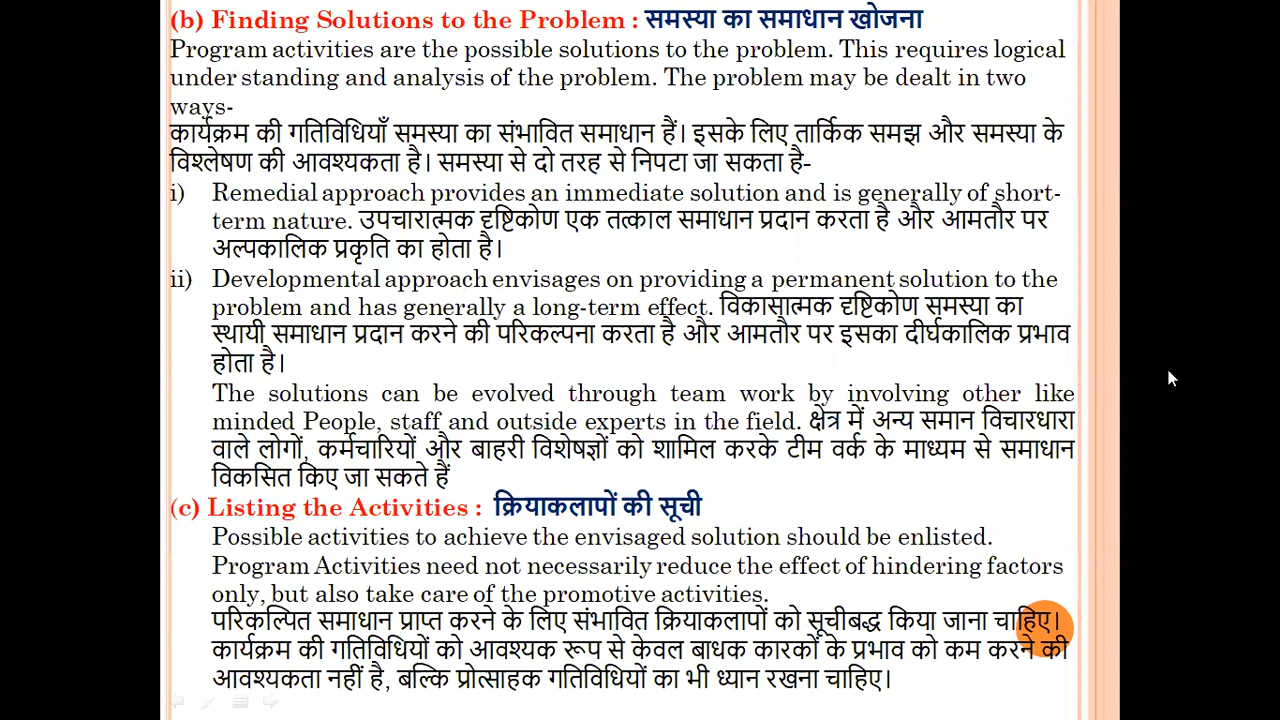 (b) Finding Solutions to the Problem : समस्या का समाधान खोजना
Program activities are the possible solutions to the problem. This requires logical
under standing and analysis of the problem. The problem may be dealt in two
ways-
कार्यक्रम की गतिविधियाँ समस्या का संभावित समाधान हैं। इसके लिए तार्किक समझ और समस्या के
विश्लेषण की आवश्यकता है। समस्या से दो तरह से निपटा जा सकता है-
i) Remedial approach provides an immediate solution and is generally of short-
term nature. उपचारात्मक दृष्टिकोण एक तत्काल समाधान प्रदान करता है और आमतौर पर
अल्पकालिक प्रकृति का होता है।
ii) Developmental approach envisages on providing a permanent solution to the
problem and has generally a long-term effect. विकासात्मक दृष्टिकोण समस्या का
स्थायी समाधान प्रदान करने की परिकल्पना करता है और आमतौर पर इसका दीर्घकालिक प्रभाव
होता है।
The solutions can be evolved through team work by involving other like
minded People, staff and outside experts in the field. क्षेत्र में अन्य समान विचारधारा
वाले लोगों, कर्मचारियों और बाहरी विशेषज्ञों को शामिल करके टीम वर्क के माध्यम से समाधान
विकसित किए जा सकते हैं
(c) Listing the Activities : क्रियाकलापों की सूची
Possible activities to achieve the envisaged solution should be enlisted.
Program Activities need not necessarily reduce the effect of hindering factors
only, but also take care of the promotive activities.
परिकल्पित समाधान प्राप्त करने के लिए संभावित क्रियाकलापों को सूचीबद्ध किया जाना चाहिए।
कार्यक्रम की गतिविधियों को आवश्यक रूप से केवल बाधक कारकों के प्रभाव को कम करने की
आवश्यकता नहीं है, बल्कि प्रोत्साहक गतिविधियों का भी ध्यान रखना चाहिए।